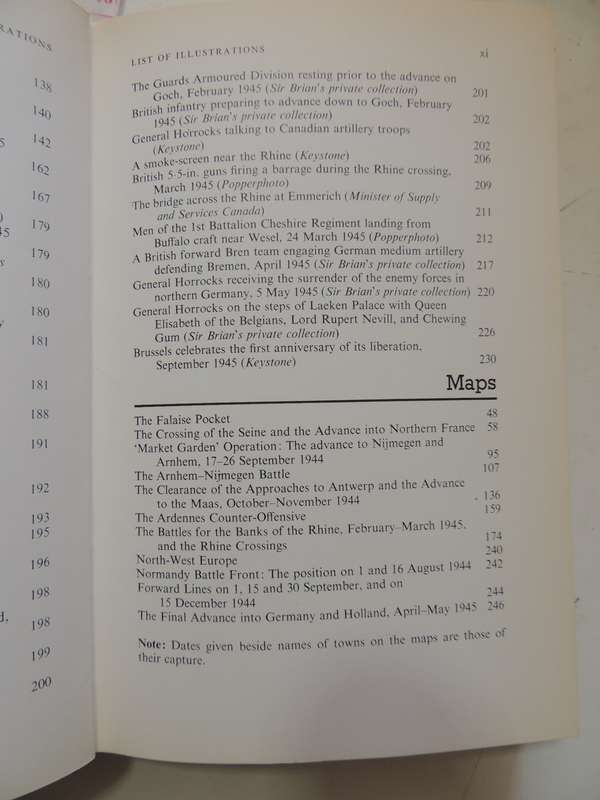 RATIONS
138
140
142
162
167
179
179
180
180
181
181
188
191
192
193
195
196
198
198
199
200
LIST OF ILLUSTRATIONS xi
The Guards Armoured Division resting prior to the advance on
Goch, February 1945 (Sir Brian's private collection) 201
British infantry preparing to advance down to Goch, February
1945 (Sir Brian's private collection) 202
General Horrocks talking to Canadian artillery troops
(Keystone) 202
A smoke-screen near the Rhine (Keystone) 206
British 5·5-in. guns firing a barrage during the Rhine crossing,
March 1945 (Popperphoto) 209
The bridge across the Rhine at Emmerich (Minister of Supply
and Services Canada) 211
Men of the 1st Battalion Cheshire Regiment landing from
Buffalo craft near Wesel, 24 March 1945 (Popperphoto) 212
A British forward Bren team engaging German medium artillery
defending Bremen, April 1945 (Sir Brian's private collection) 217
General Horrocks receiving the surrender of the enemy forces in
northern Germany, 5 May 1945 (Sir Brian's private collection) 220
General Horrocks on the steps of Laeken Palace with Queen
Elisabeth of the Belgians, Lord Rupert Nevill, and Chewing
Gum (Sir Brian's private collection) 226
Brussels celebrates the first anniversary of its liberation,
September 1945 (Keystone) 230
Maps
The Falaise Pocket 48
The Crossing of the Seine and the Advance into Northern France 58
'Market Garden' Operation: The advance to Nijmegen and
Arnhem, 17–26 September 1944 95
The Arnhem–Nijmegen Battle 107
The Clearance of the Approaches to Antwerp and the Advance
to the Maas, October–November 1944 136
The Ardennes Counter-Offensive 159
The Battles for the Banks of the Rhine, February–March 1945,
and the Rhine Crossings 174
North-West Europe 240
Normandy Battle Front: The position on 1 and 16 August 1944 242
Forward Lines on 1, 15 and 30 September, and on
15 December 1944 244
The Final Advance into Germany and Holland, April–May 1945 246
Note: Dates given beside names of towns on the maps are those of
their capture.